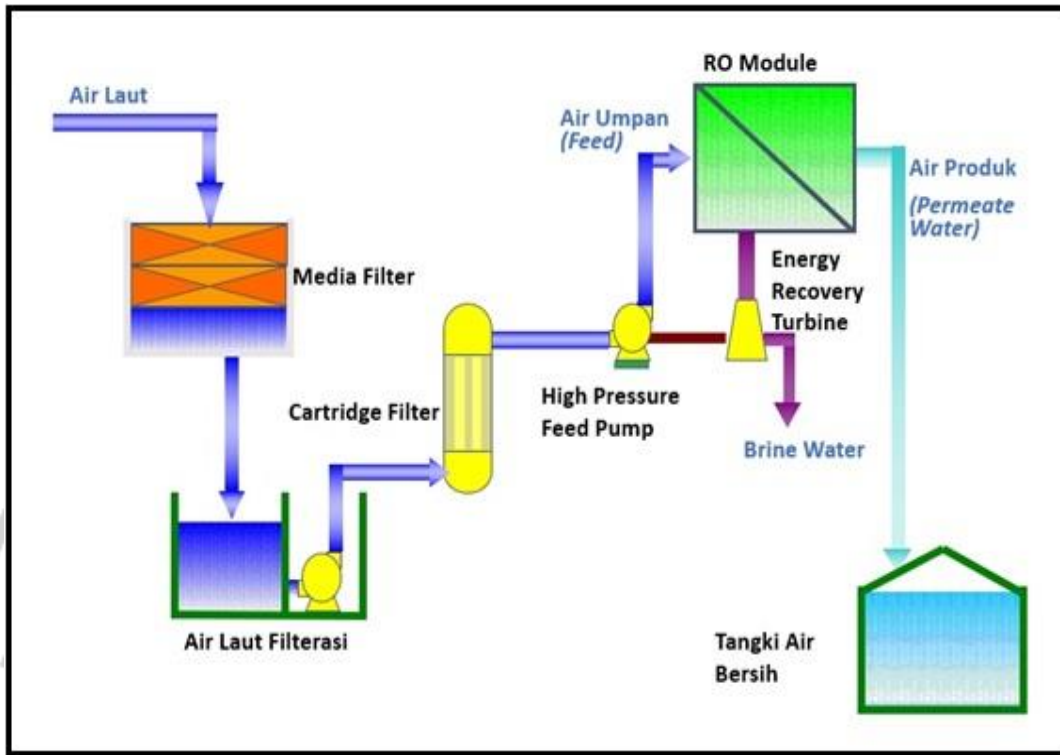 Air Laut
Media Filter
Air Laut Filterasi
Cartridge Filter
High Pressure
Feed Pump
Air Umpan
(Feed)
RO Module
Energy
Recovery
Turbine
Brine Water
Air Produk
(Permeate
Water)
Tangki Air
Bersih